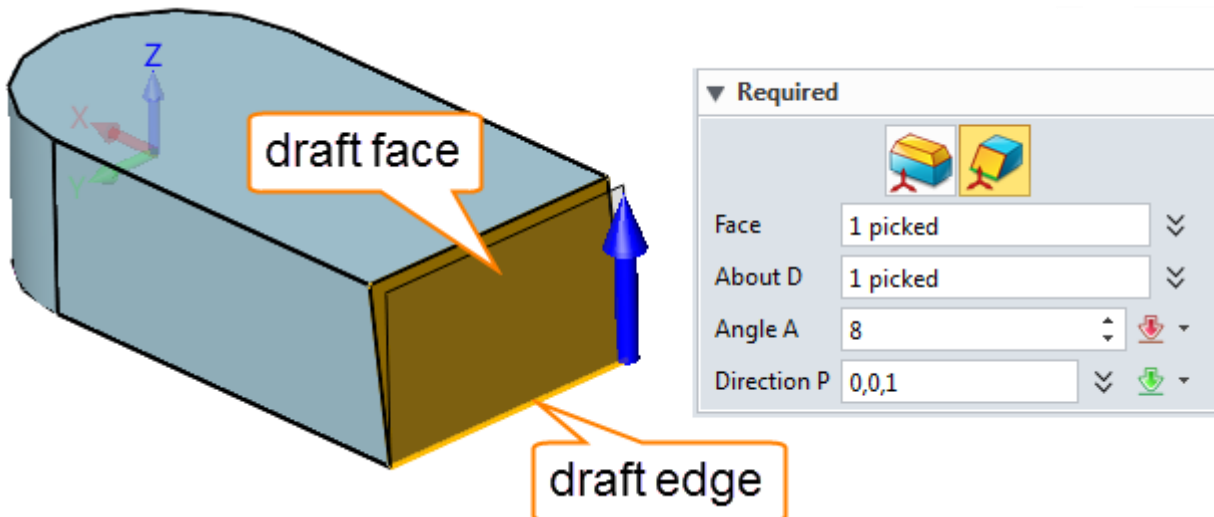 Z
X
Y
draft face
draft edge
Required
Face 1 picked
About D 1 picked
Angle A 8
Direction P 0,0,1